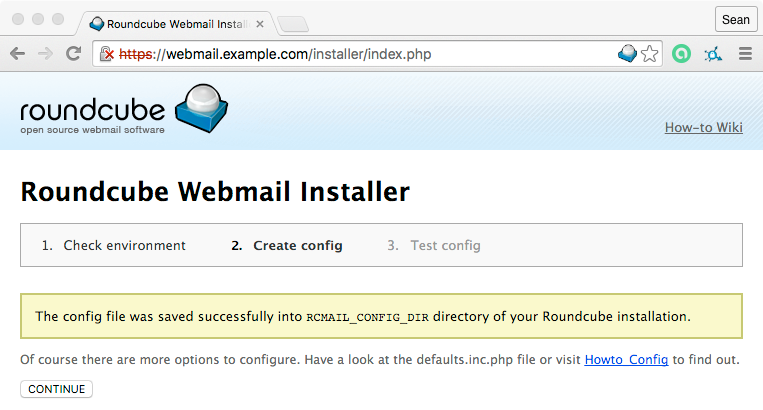 Roundcube Webmail Instal
Sean
https://webmail.example.com/installer/index.php
roundcube
open source webmail software
How-to Wiki
Roundcube Webmail Installer
1. Check environment 2. Create config 3. Test config
The config file was saved successfully into RCMAIL_CONFIG_DIR directory of your Roundcube installation.
Of course there are more options to configure. Have a look at the defaults.inc.php file or visit Howto_Config to find out.
CONTINUE